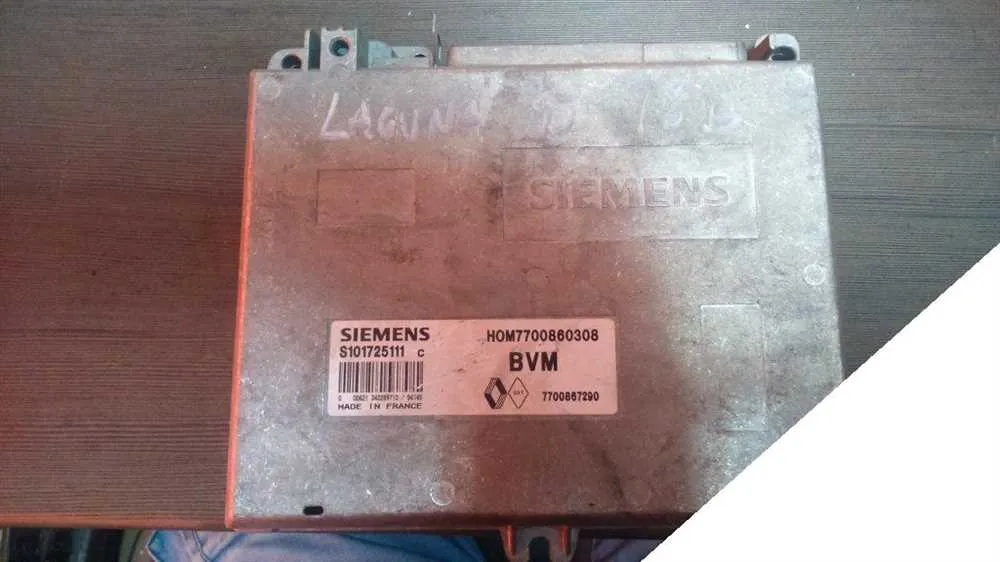 LAGUNA
SIEMENS
SIEMENS HOM7700860308
S101725111 C
BVM
7700867290
MADE IN FRANCE